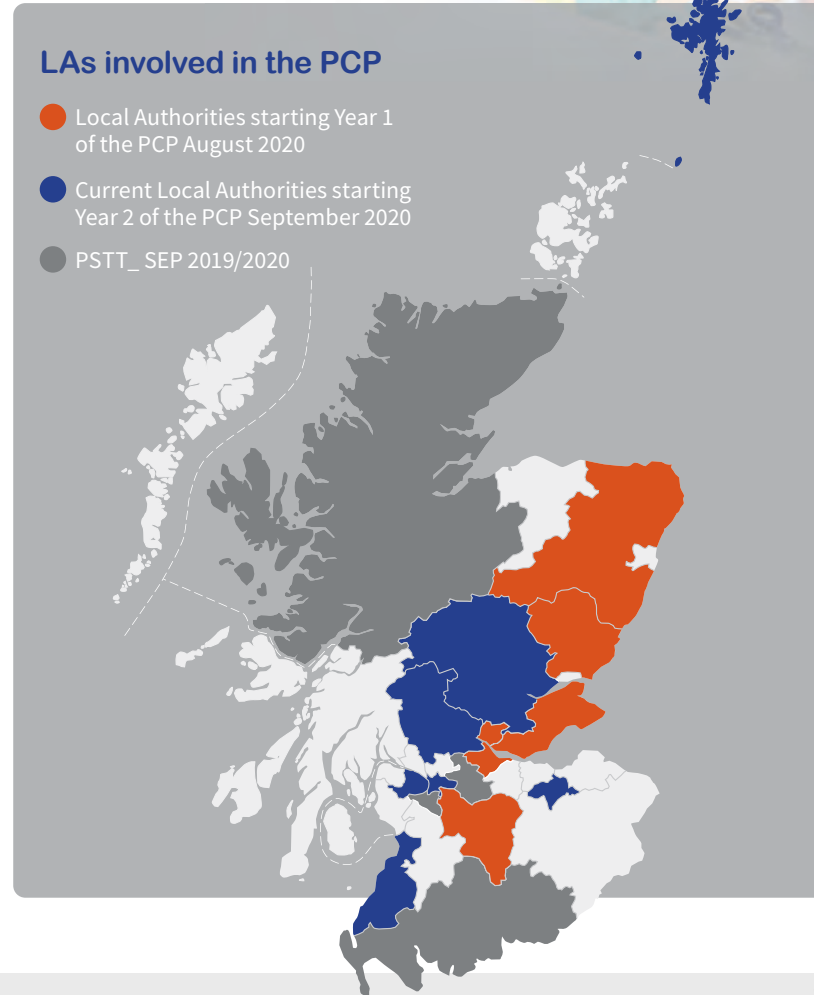 LAs involved in the PCP
Local Authorities starting Year 1
of the PCP August 2020
Current Local Authorities starting
Year 2 of the PCP September 2020
PSTT_ SEP 2019/2020